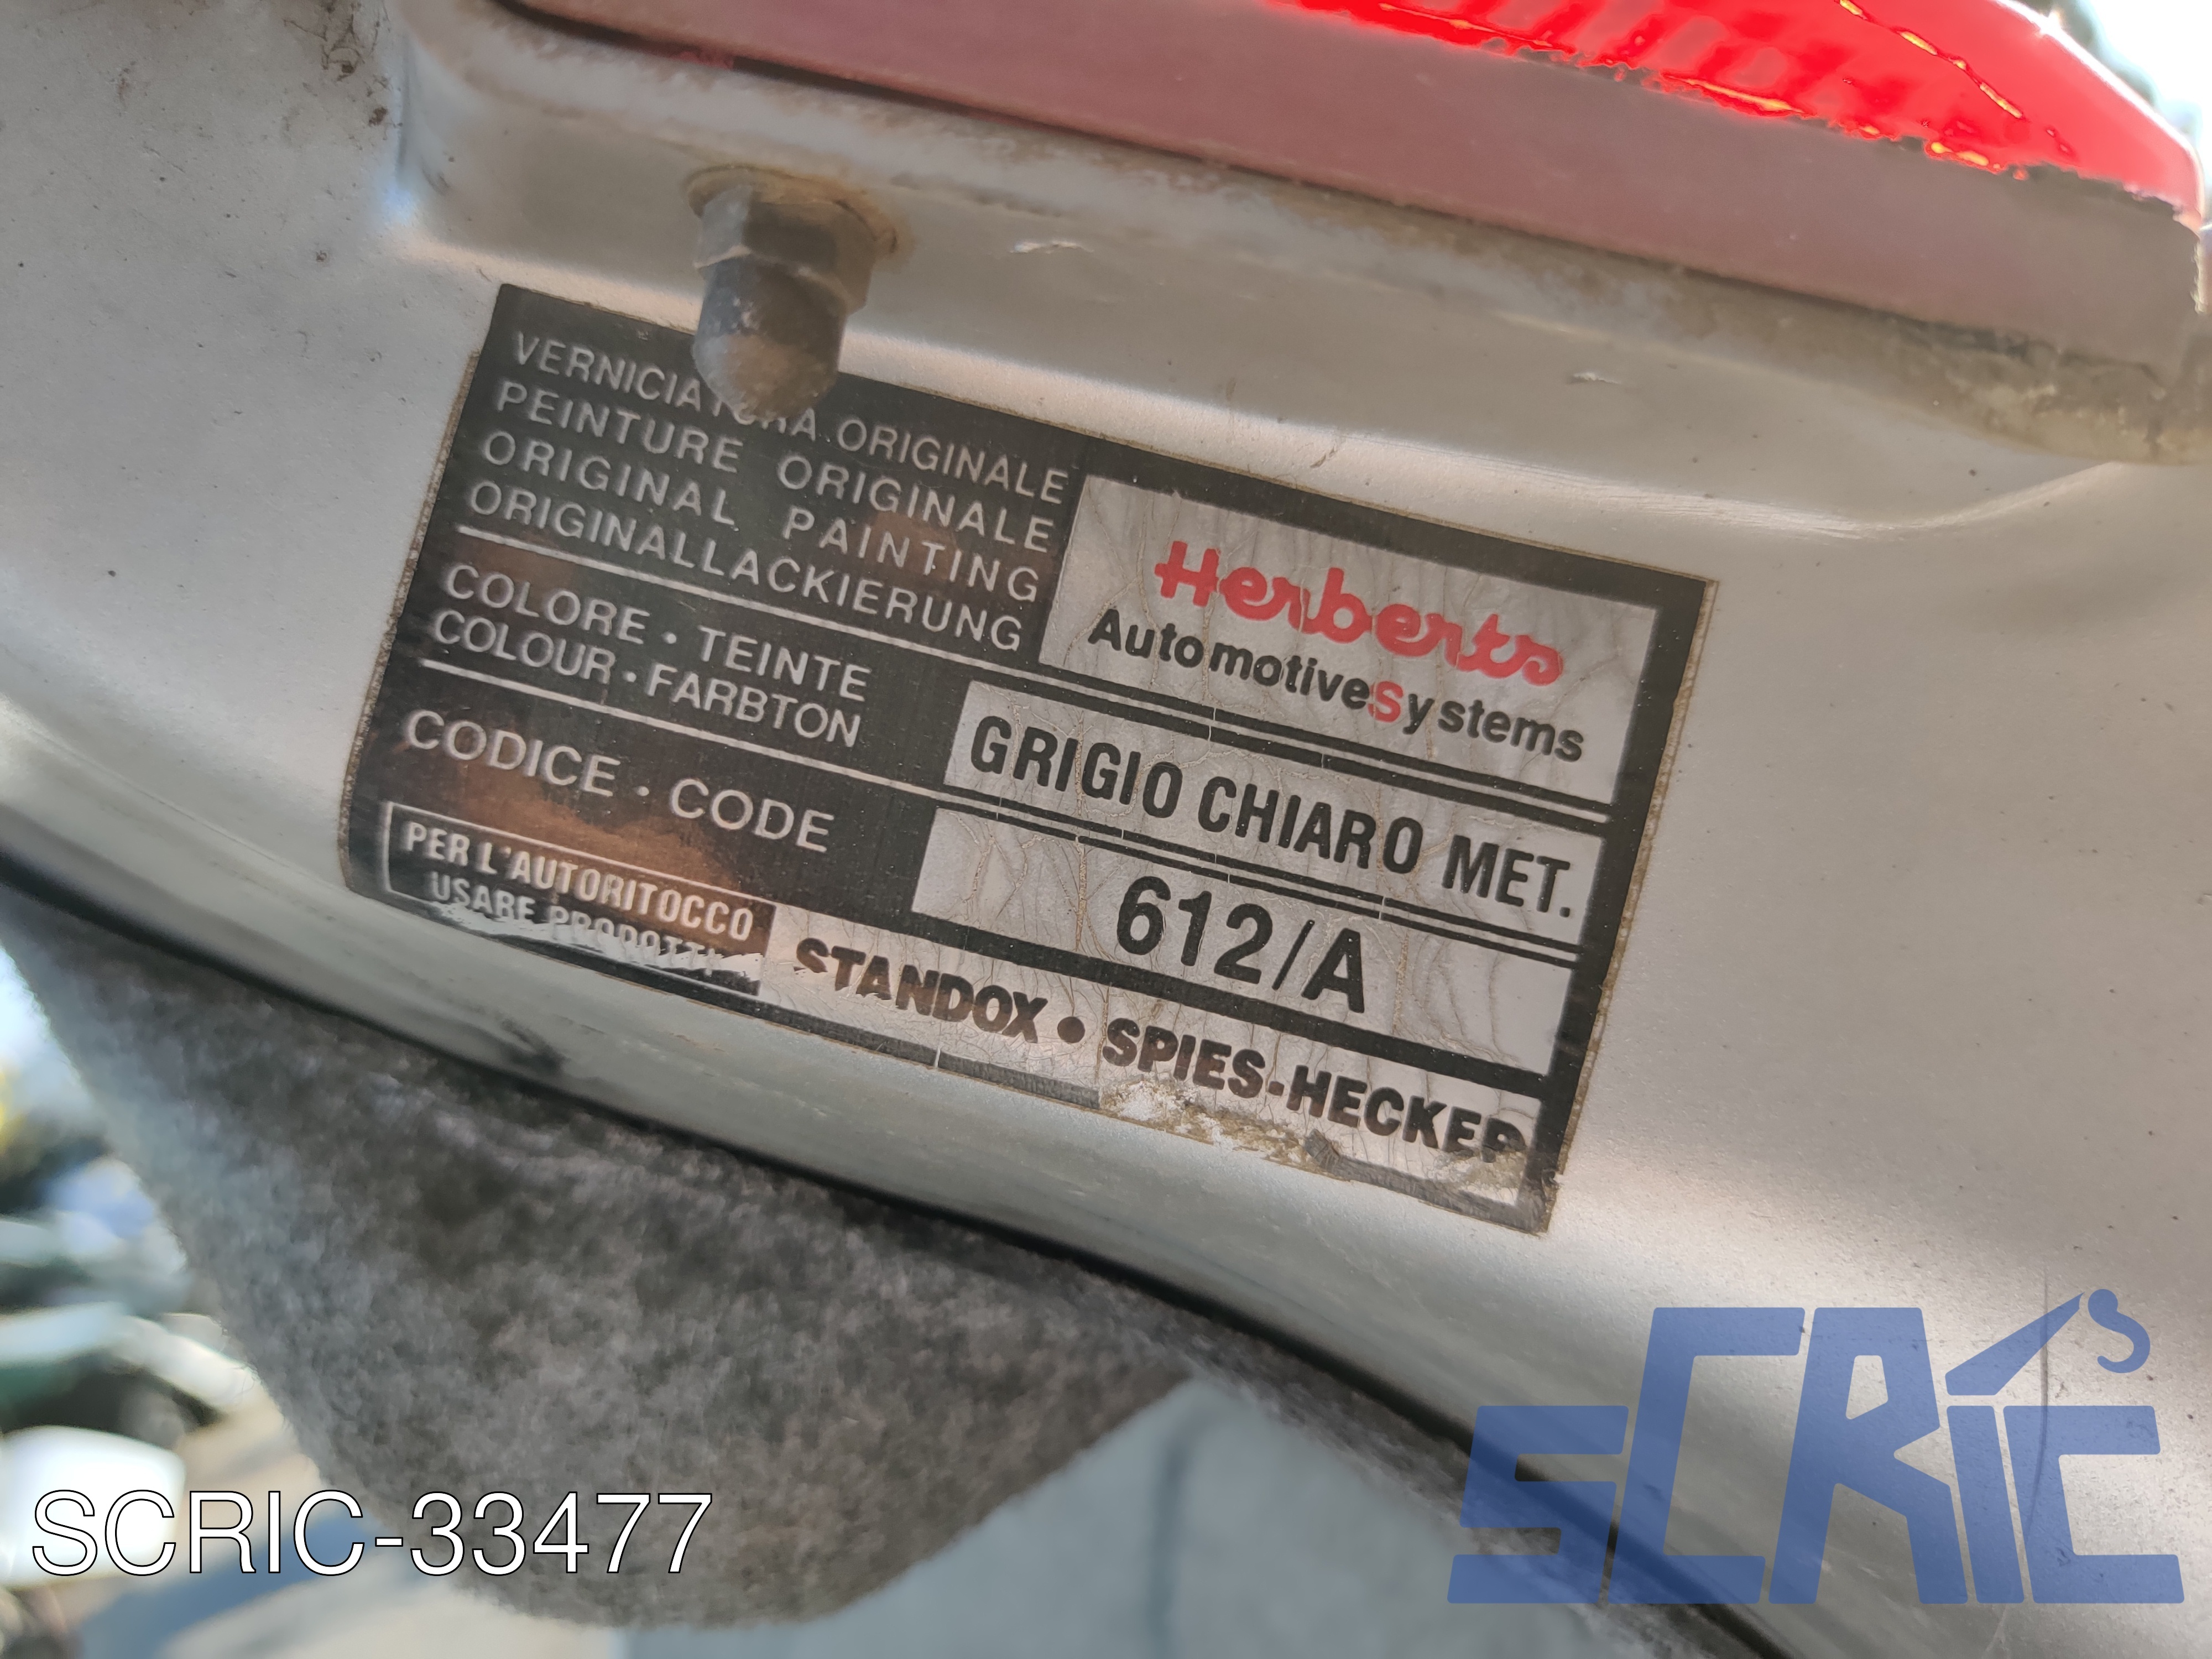 VERNICIATURA ORIGINALE
PEINTURE ORIGINALE
ORIGINAL PAINTING
ORIGINALLACKIERUNG
Herberts
AutomotiveSystems
COLORE • TEINTE
COLOUR • FARBTON
GRIGIO CHIARO MET.
CODICE • CODE
612/A
PER L'AUTORITOCCO
USARE PRODOTTI
STANDOX • SPIES-HECKER
SCRIC-33477
SCRIC'S